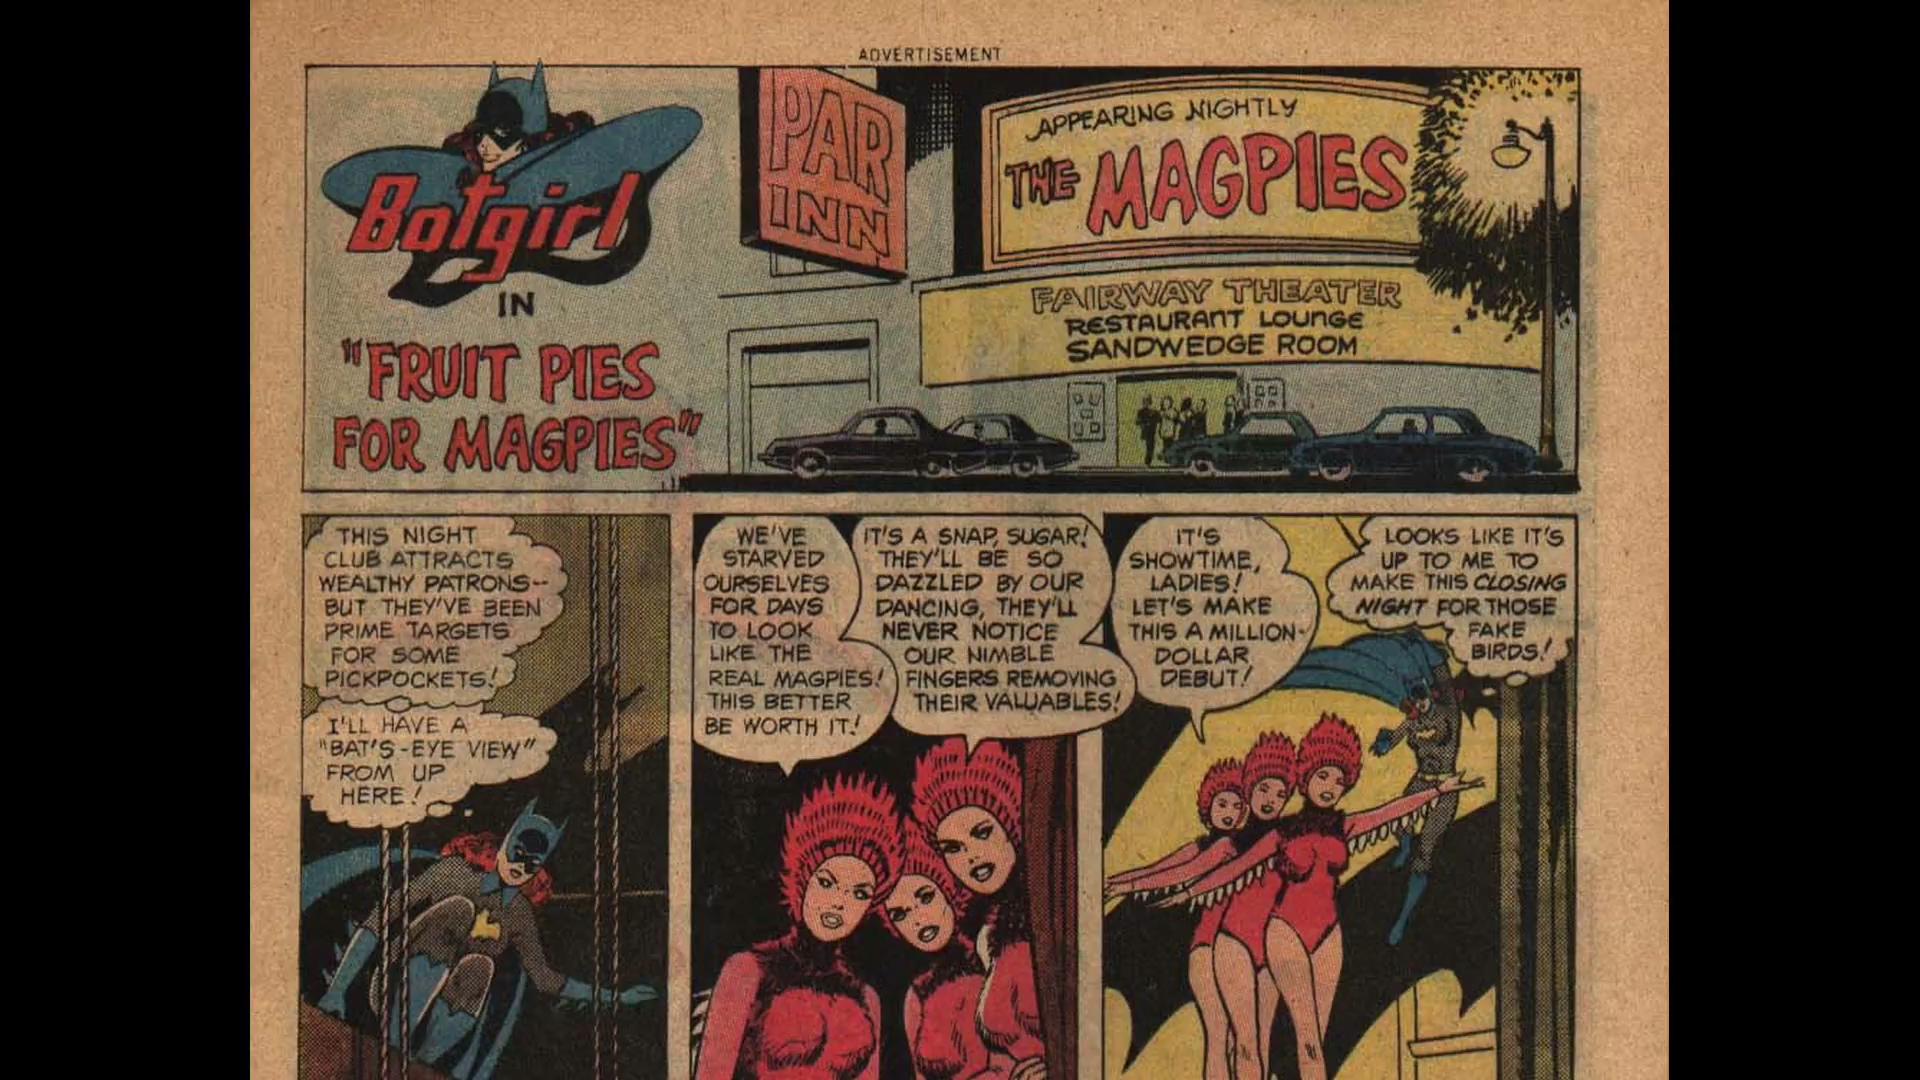 ADVERTISEMENT
Batgirl
IN
"FRUIT PIES
FOR MAGPIES"
PAR
INN
APPEARING NIGHTLY
THE MAGPIES
FAIRWAY THEATER
RESTAURANT LOUNGE
SANDWEDGE ROOM
THIS NIGHT
CLUB ATTRACTS
WEALTHY PATRONS--
BUT THEY'VE BEEN
PRIME TARGETS
FOR SOME
PICKPOCKETS!
I'LL HAVE A
"BAT'S-EYE VIEW"
FROM UP
HERE!
WE'VE
STARVED
OURSELVES
FOR DAYS
TO LOOK
LIKE THE
REAL MAGPIES!
THIS BETTER
BE WORTH IT!
IT'S A SNAP, SUGAR!
THEY'LL BE SO
DAZZLED BY OUR
DANCING, THEY'LL
NEVER NOTICE
OUR NIMBLE
FINGERS REMOVING
THEIR VALUABLES!
IT'S
SHOWTIME,
LADIES!
LET'S MAKE
THIS A MILLION-
DOLLAR
DEBUT!
LOOKS LIKE IT'S
UP TO ME TO
MAKE THIS CLOSING
NIGHT FOR THOSE
FAKE
BIRDS!